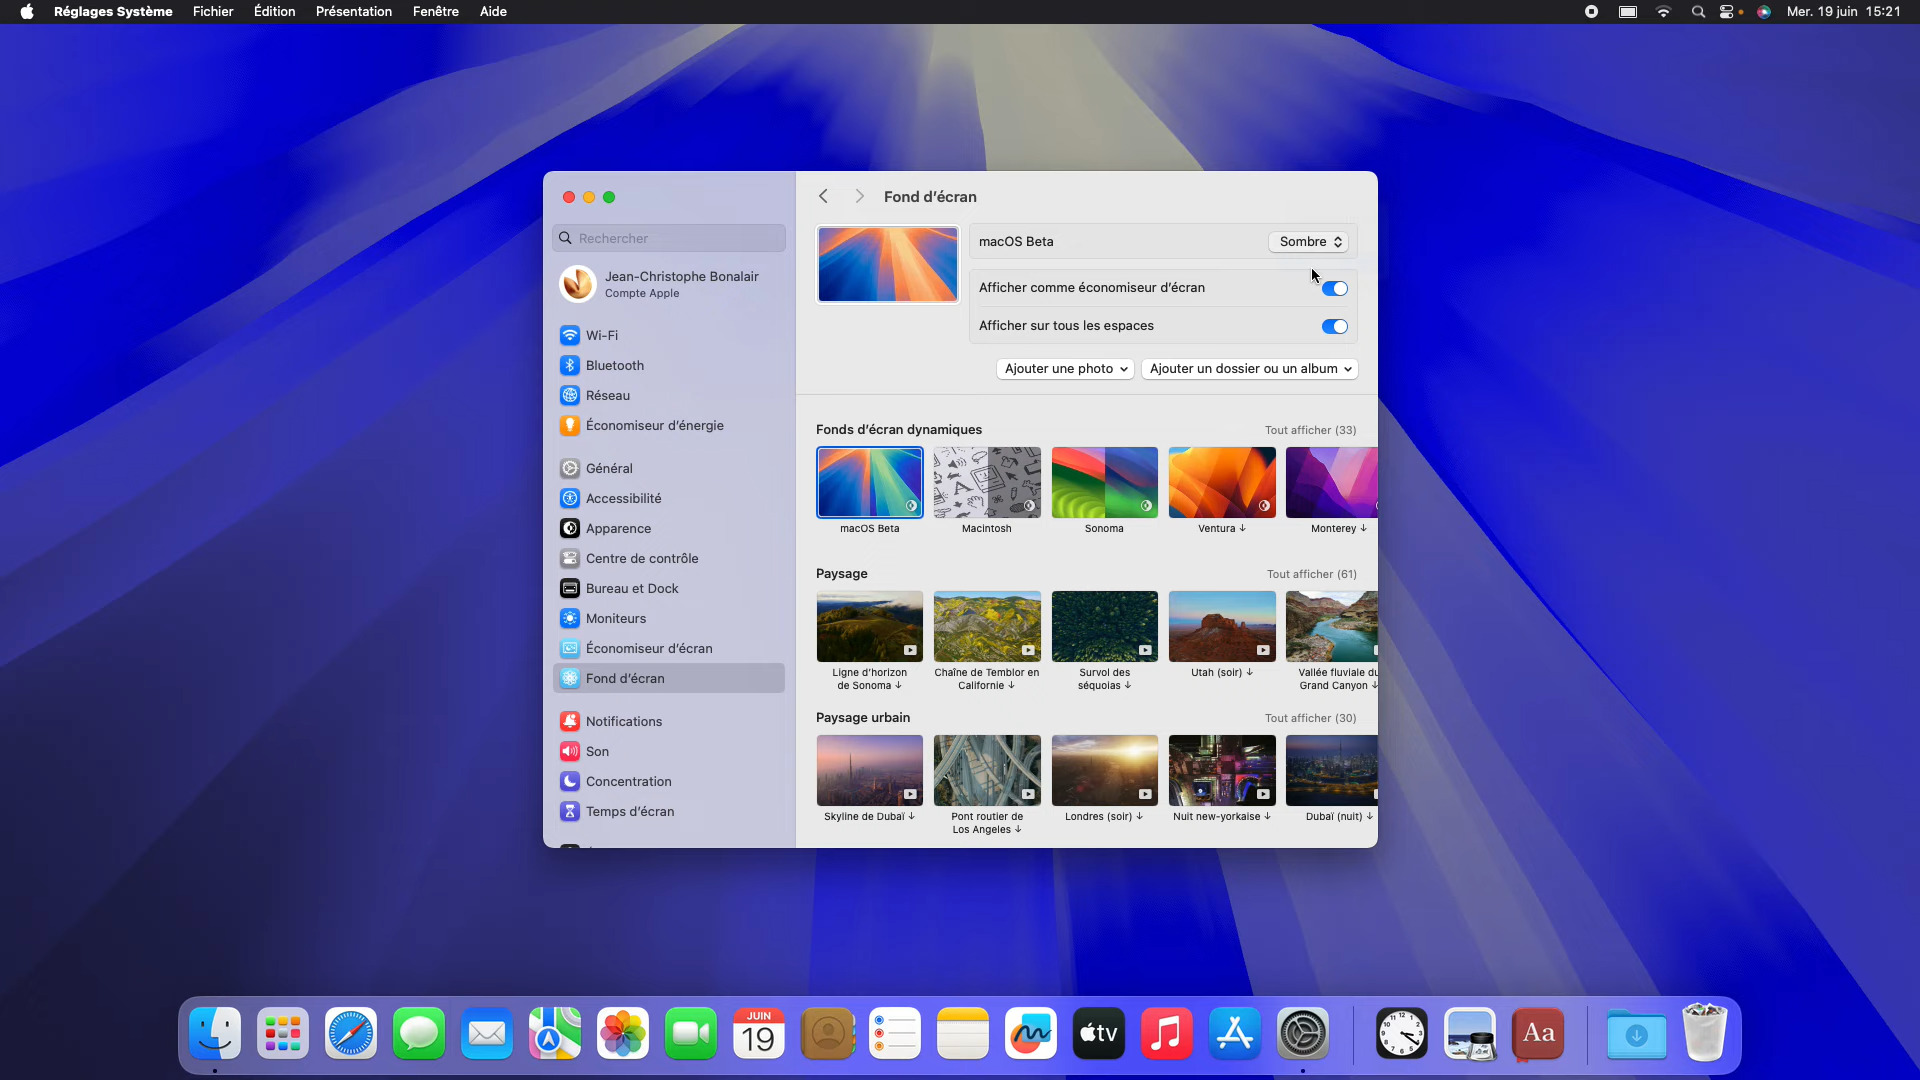 Réglages Système Fichier Édition Présentation Fenêtre Aide
Mer. 19 juin 15:21
Fond d'écran
Rechercher
macOS Beta
Sombre
Jean-Christophe Bonalair
Compte Apple
Afficher comme économiseur d'écran
Afficher sur tous les espaces
Ajouter une photo
Ajouter un dossier ou un album
Wi-Fi
Bluetooth
Réseau
Économiseur d'énergie
Général
Accessibilité
Apparence
Centre de contrôle
Bureau et Dock
Moniteurs
Économiseur d'écran
Fond d'écran
Notifications
Son
Concentration
Temps d'écran
Fonds d'écran dynamiques
Tout afficher (33)
macOS Beta
Macintosh
Sonoma
Ventura ↓
Monterey ↓
Paysage
Tout afficher (61)
Ligne d'horizon
de Sonoma ↓
Chaîne de Temblor en
Californie ↓
Survol des
séquoias ↓
Utah (soir) ↓
Vallée fluviale du
Grand Canyon ↓
Paysage urbain
Tout afficher (30)
Skyline de Dubaï ↓
Pont routier de
Los Angeles ↓
Londres (soir) ↓
Nuit new-yorkaise ↓
Dubaï (nuit) ↓
JUIN
19
tv
Aa